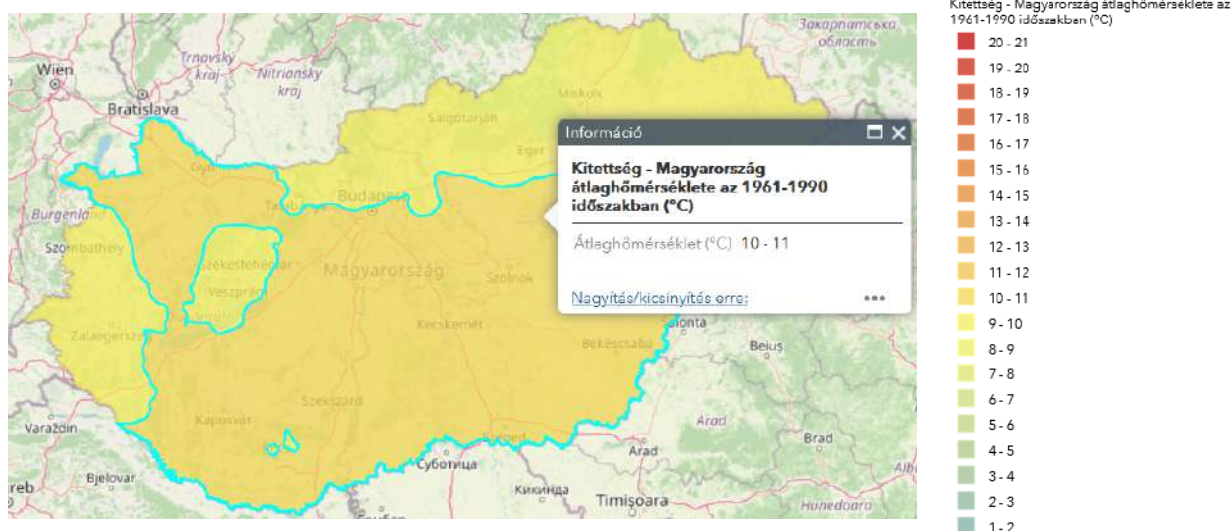 Kitettség - Magyarország átlaghőmérséklete az
1961-1990 időszakban (°C)
20 - 21
19 - 20
18 - 19
17 - 18
16 - 17
15 - 16
14 - 15
13 - 14
12 - 13
11 - 12
10 - 11
9 - 10
8 - 9
7 - 8
6 - 7
5 - 6
4 - 5
3 - 4
2 - 3
1 - 2
Закарпатська
область
Trnavský
kraj
Nitriansky
kraj
Wien
Bratislava
Miskolc
Salgótarján
Eger
Győr
Budapest
Tatabánya
Burgenland
Szombathely
Székesfehérvár
Veszprém
Magyarország
Szolnok
Dunántúl
Zalaegerszeg
Kecskemét
Békéscsaba
Szekszárd
Kaposvár
Szeged
Varaždin
Bjelovar
Суботица
Кикинда
Timișoara
Arad
Arad
Salonta
Beiuș
Brad
Hunedoara
Információ
Kitettség - Magyarország
átlaghőmérséklete az 1961-1990
időszakban (°C)
Átlaghőmérséklet (°C) 10 - 11
Nagyítás/kicsinyítés erre: